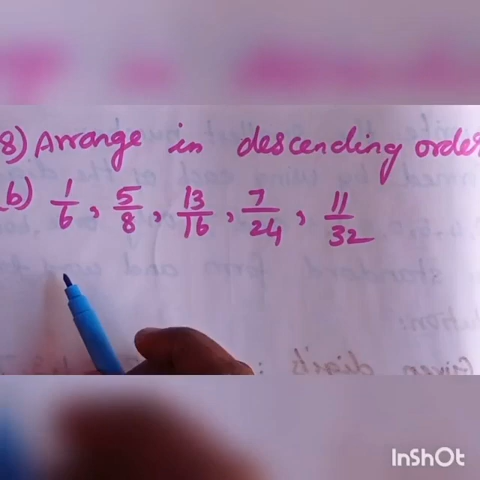 8) Arrange in descending order
b) 1/6, 5/8, 13/16, 7/24, 11/32
InShOt